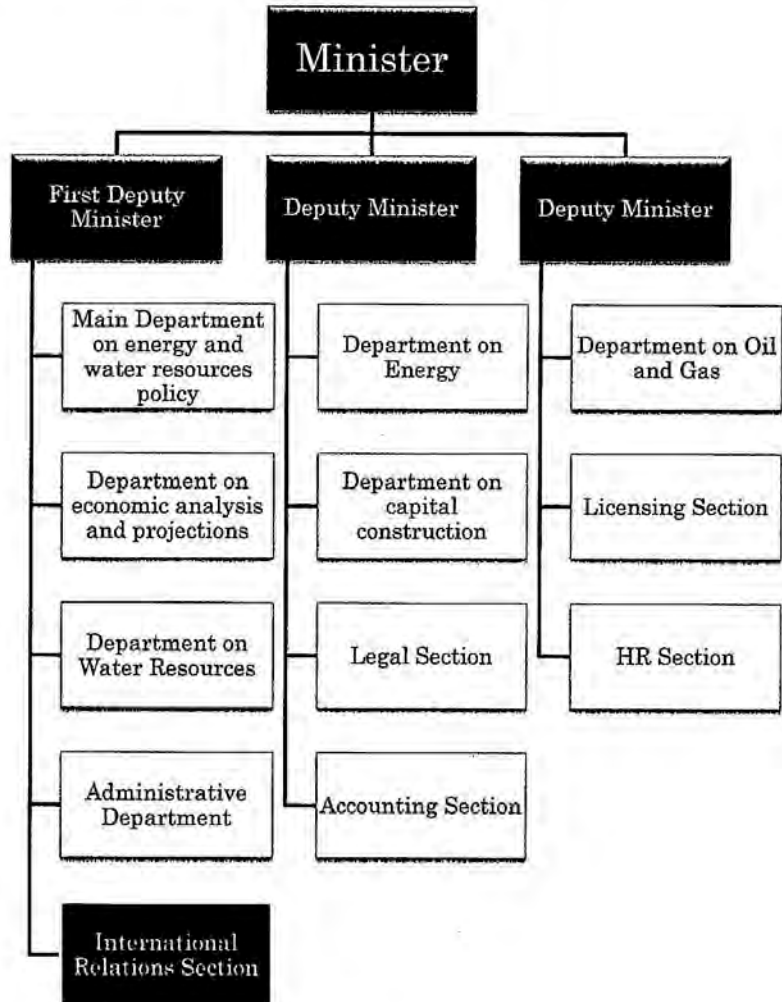 Minister
First Deputy
Minister
Deputy Minister
Deputy Minister
Main Department
on energy and
water resources
policy
Department on
economic analysis
and projections
Department on
Water Resources
Administrative
Department
International
Relations Section
Department on
Energy
Department on
capital
construction
Legal Section
Accounting Section
Department on Oil
and Gas
Licensing Section
HR Section